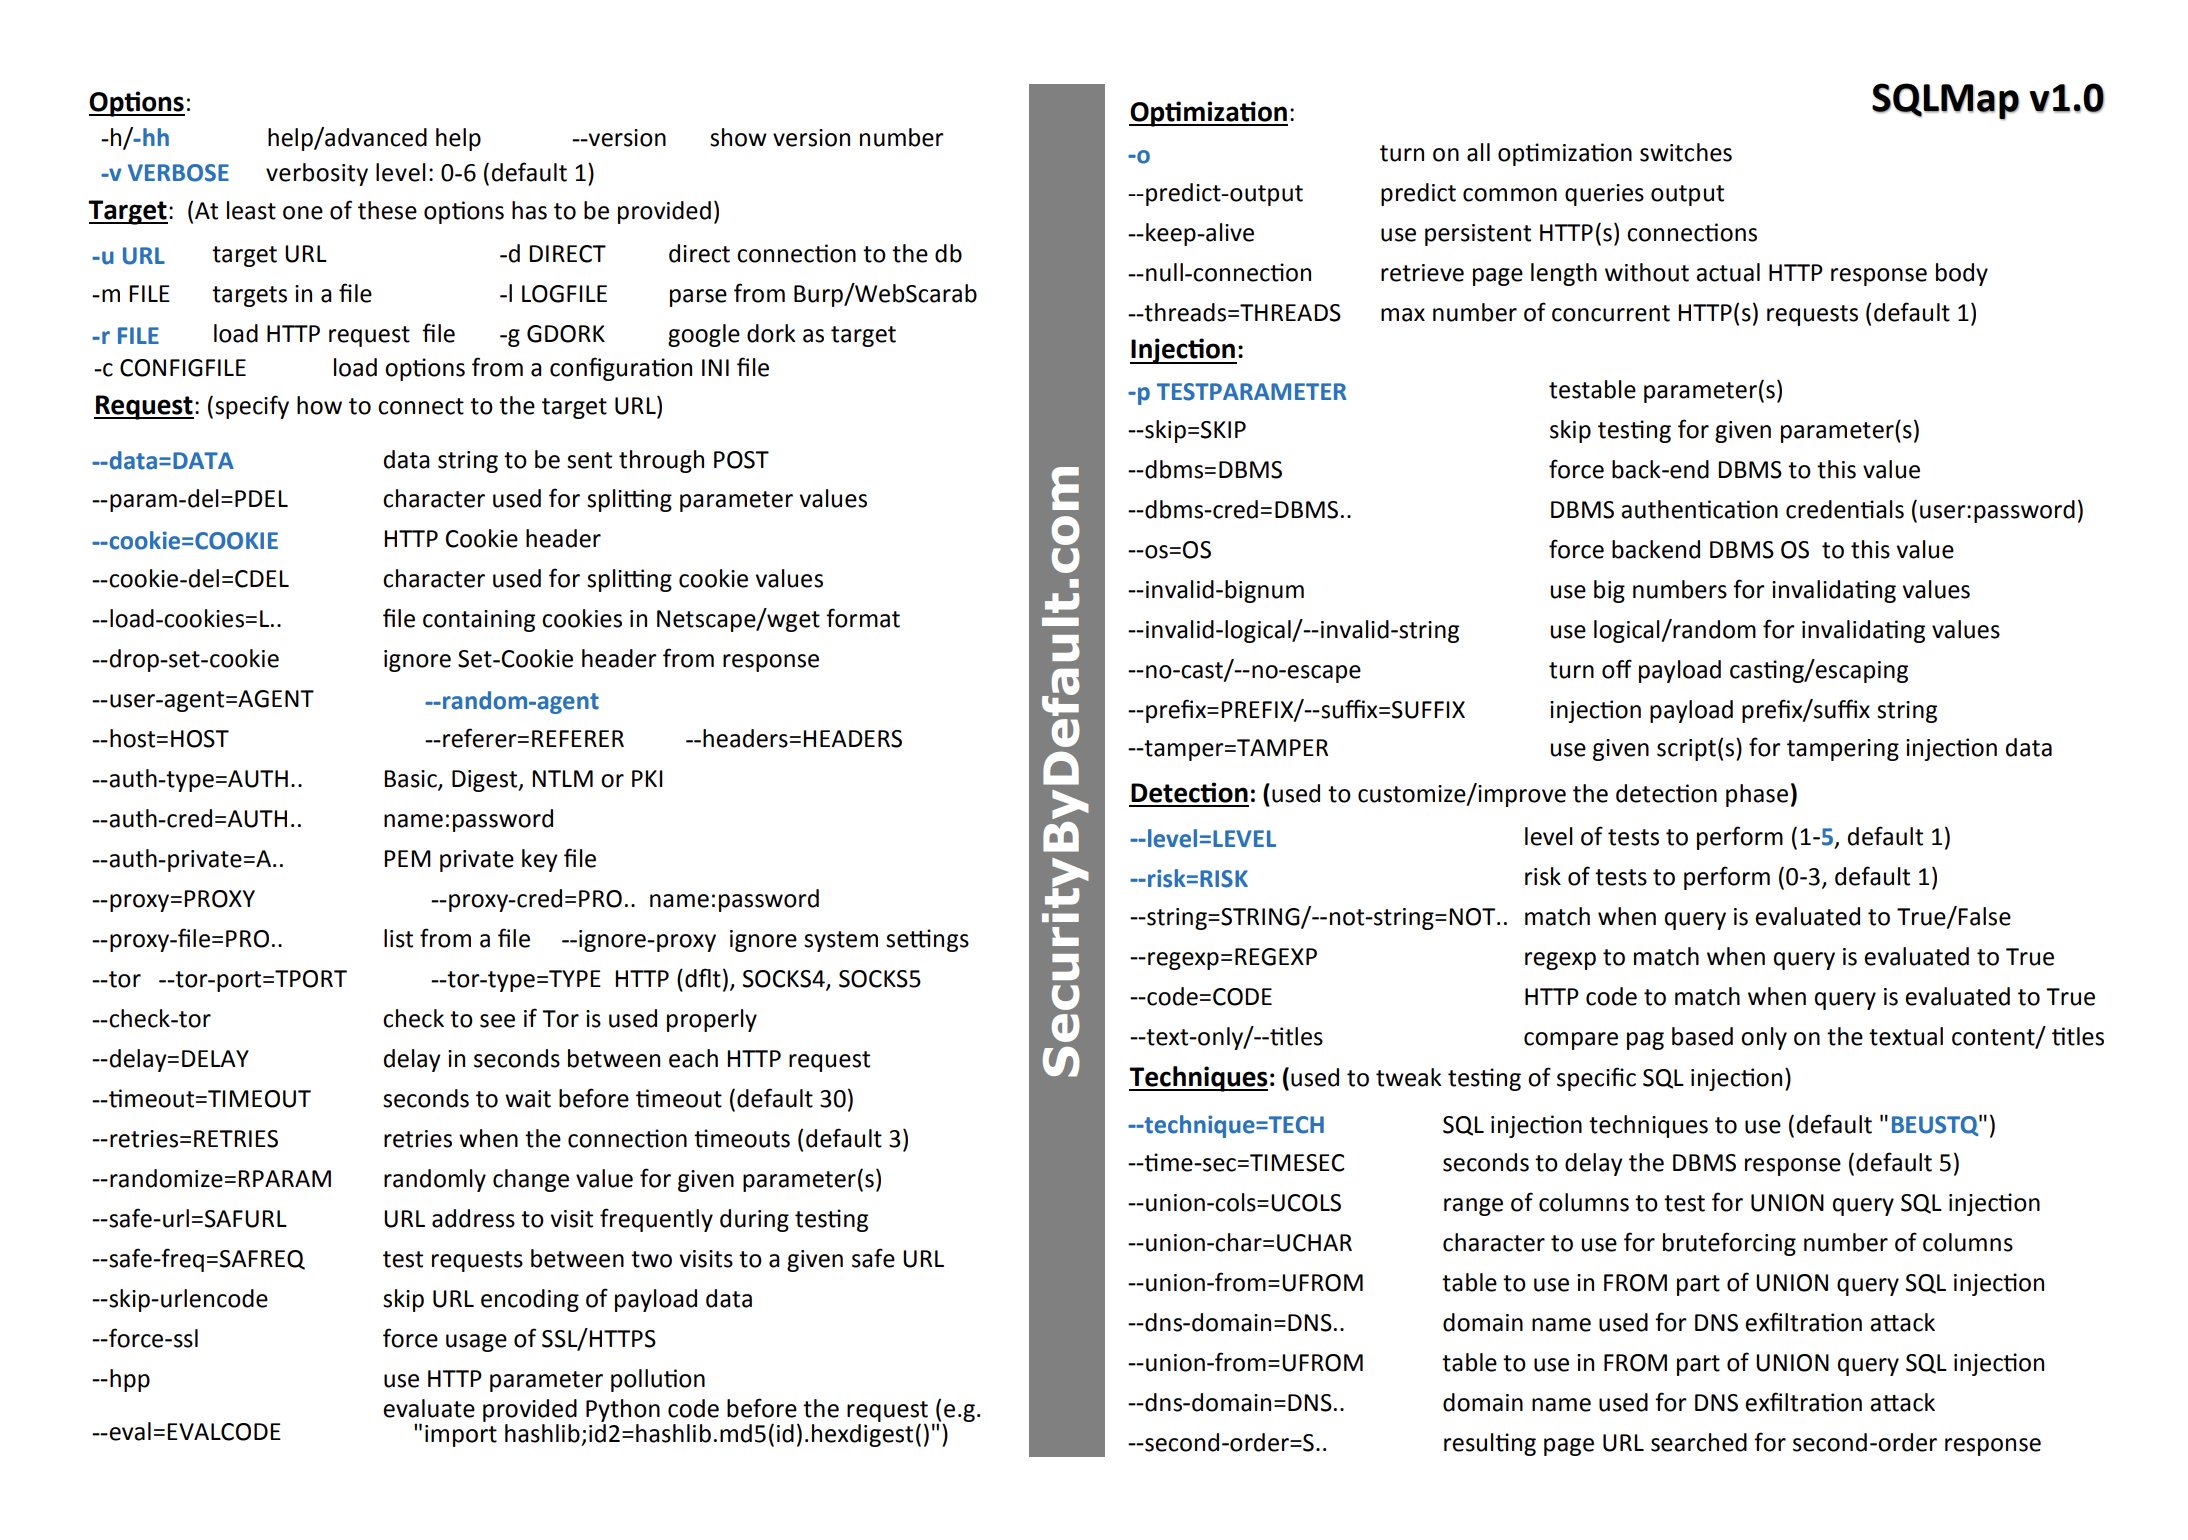 Options:
-h/-hh help/advanced help --version show version number
-v VERBOSE verbosity level: 0-6 (default 1)
Target: (At least one of these options has to be provided)
-u URL target URL -d DIRECT direct connection to the db
-m FILE targets in a file -l LOGFILE parse from Burp/WebScarab
-r FILE load HTTP request file -g GDORK google dork as target
-c CONFIGFILE load options from a configuration INI file
Request: (specify how to connect to the target URL)
--data=DATA data string to be sent through POST
--param-del=PDEL character used for splitting parameter values
--cookie=COOKIE HTTP Cookie header
--cookie-del=CDEL character used for splitting cookie values
--load-cookies=L.. file containing cookies in Netscape/wget format
--drop-set-cookie ignore Set-Cookie header from response
--user-agent=AGENT --random-agent
--host=HOST --referer=REFERER --headers=HEADERS
--auth-type=AUTH.. Basic, Digest, NTLM or PKI
--auth-cred=AUTH.. name:password
--auth-private=A.. PEM private key file
--proxy=PROXY --proxy-cred=PRO.. name:password
--proxy-file=PRO.. list from a file --ignore-proxy ignore system settings
--tor --tor-port=TPORT --tor-type=TYPE HTTP (dflt), SOCKS4, SOCKS5
--check-tor check to see if Tor is used properly
--delay=DELAY delay in seconds between each HTTP request
--timeout=TIMEOUT seconds to wait before timeout (default 30)
--retries=RETRIES retries when the connection timeouts (default 3)
--randomize=RPARAM randomly change value for given parameter(s)
--safe-url=SAFURL URL address to visit frequently during testing
--safe-freq=SAFREQ test requests between two visits to a given safe URL
--skip-urlencode skip URL encoding of payload data
--force-ssl force usage of SSL/HTTPS
--hpp use HTTP parameter pollution
evaluate provided Python code before the request (e.g.
--eval=EVALCODE "import hashlib;id2=hashlib.md5(id).hexdigest()")
SecurityByDefault.com
SQLMap v1.0
Optimization:
-o turn on all optimization switches
--predict-output predict common queries output
--keep-alive use persistent HTTP(s) connections
--null-connection retrieve page length without actual HTTP response body
--threads=THREADS max number of concurrent HTTP(s) requests (default 1)
Injection:
-p TESTPARAMETER testable parameter(s)
--skip=SKIP skip testing for given parameter(s)
--dbms=DBMS force back-end DBMS to this value
--dbms-cred=DBMS.. DBMS authentication credentials (user:password)
--os=OS force backend DBMS OS to this value
--invalid-bignum use big numbers for invalidating values
--invalid-logical/--invalid-string use logical/random for invalidating values
--no-cast/--no-escape turn off payload casting/escaping
--prefix=PREFIX/--suffix=SUFFIX injection payload prefix/suffix string
--tamper=TAMPER use given script(s) for tampering injection data
Detection: (used to customize/improve the detection phase)
--level=LEVEL level of tests to perform (1-5, default 1)
--risk=RISK risk of tests to perform (0-3, default 1)
--string=STRING/--not-string=NOT.. match when query is evaluated to True/False
--regexp=REGEXP regexp to match when query is evaluated to True
--code=CODE HTTP code to match when query is evaluated to True
--text-only/--titles compare pag based only on the textual content/ titles
Techniques: (used to tweak testing of specific SQL injection)
--technique=TECH SQL injection techniques to use (default "BEUSTQ")
--time-sec=TIMESEC seconds to delay the DBMS response (default 5)
--union-cols=UCOLS range of columns to test for UNION query SQL injection
--union-char=UCHAR character to use for bruteforcing number of columns
--union-from=UFROM table to use in FROM part of UNION query SQL injection
--dns-domain=DNS.. domain name used for DNS exfiltration attack
--union-from=UFROM table to use in FROM part of UNION query SQL injection
--dns-domain=DNS.. domain name used for DNS exfiltration attack
--second-order=S.. resulting page URL searched for second-order response